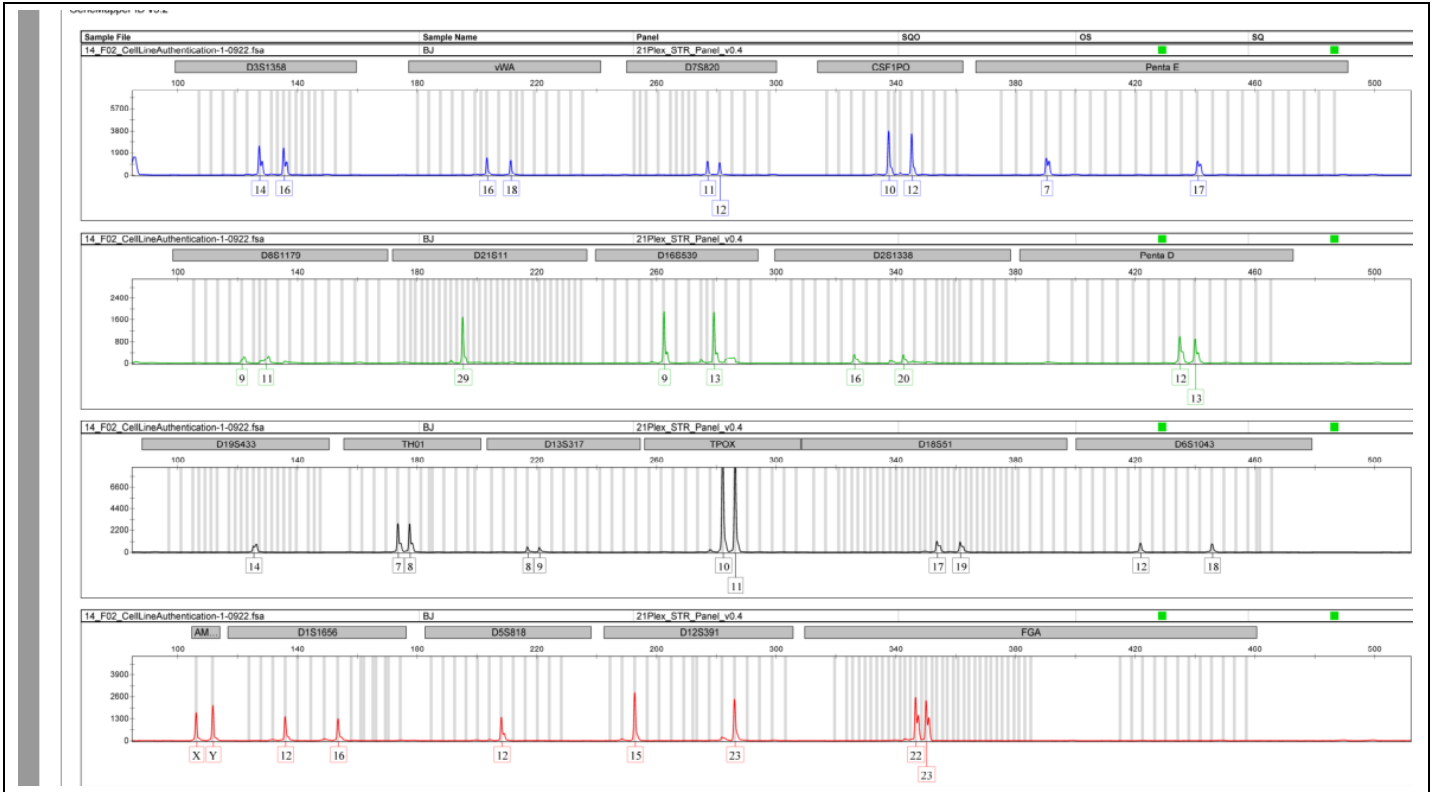 Sample File Sample Name Panel SQO OS SQ
14_F02_CellLineAuthentication-1-0922.fsa BJ 21Plex_STR_Panel_v0.4
D3S1358 vWA D7S820 CSF1PO Penta E
100 140 180 220 260 300 340 380 420 460 500
5700
3800
1900
0
14 16 16 18 11 10 12 7 17
12
14_F02_CellLineAuthentication-1-0922.fsa BJ 21Plex_STR_Panel_v0.4
D8S1179 D21S11 D16S539 D2S1338 Penta D
100 140 180 220 260 300 340 380 420 460 500
2400
1600
800
0
9 11 29 9 13 16 20 12
13
14_F02_CellLineAuthentication-1-0922.fsa BJ 21Plex_STR_Panel_v0.4
D19S433 TH01 D13S317 TPOX D18S51 D6S1043
100 140 180 220 260 300 340 380 420 460 500
6600
4400
2200
0
14 7 8 8 9 10 17 19 12 18
11
14_F02_CellLineAuthentication-1-0922.fsa BJ 21Plex_STR_Panel_v0.4
AM... D1S1656 D5S818 D12S391 FGA
100 140 180 220 260 300 340 380 420 460 500
3900
2600
1300
0
X Y 12 16 12 15 23 22
23